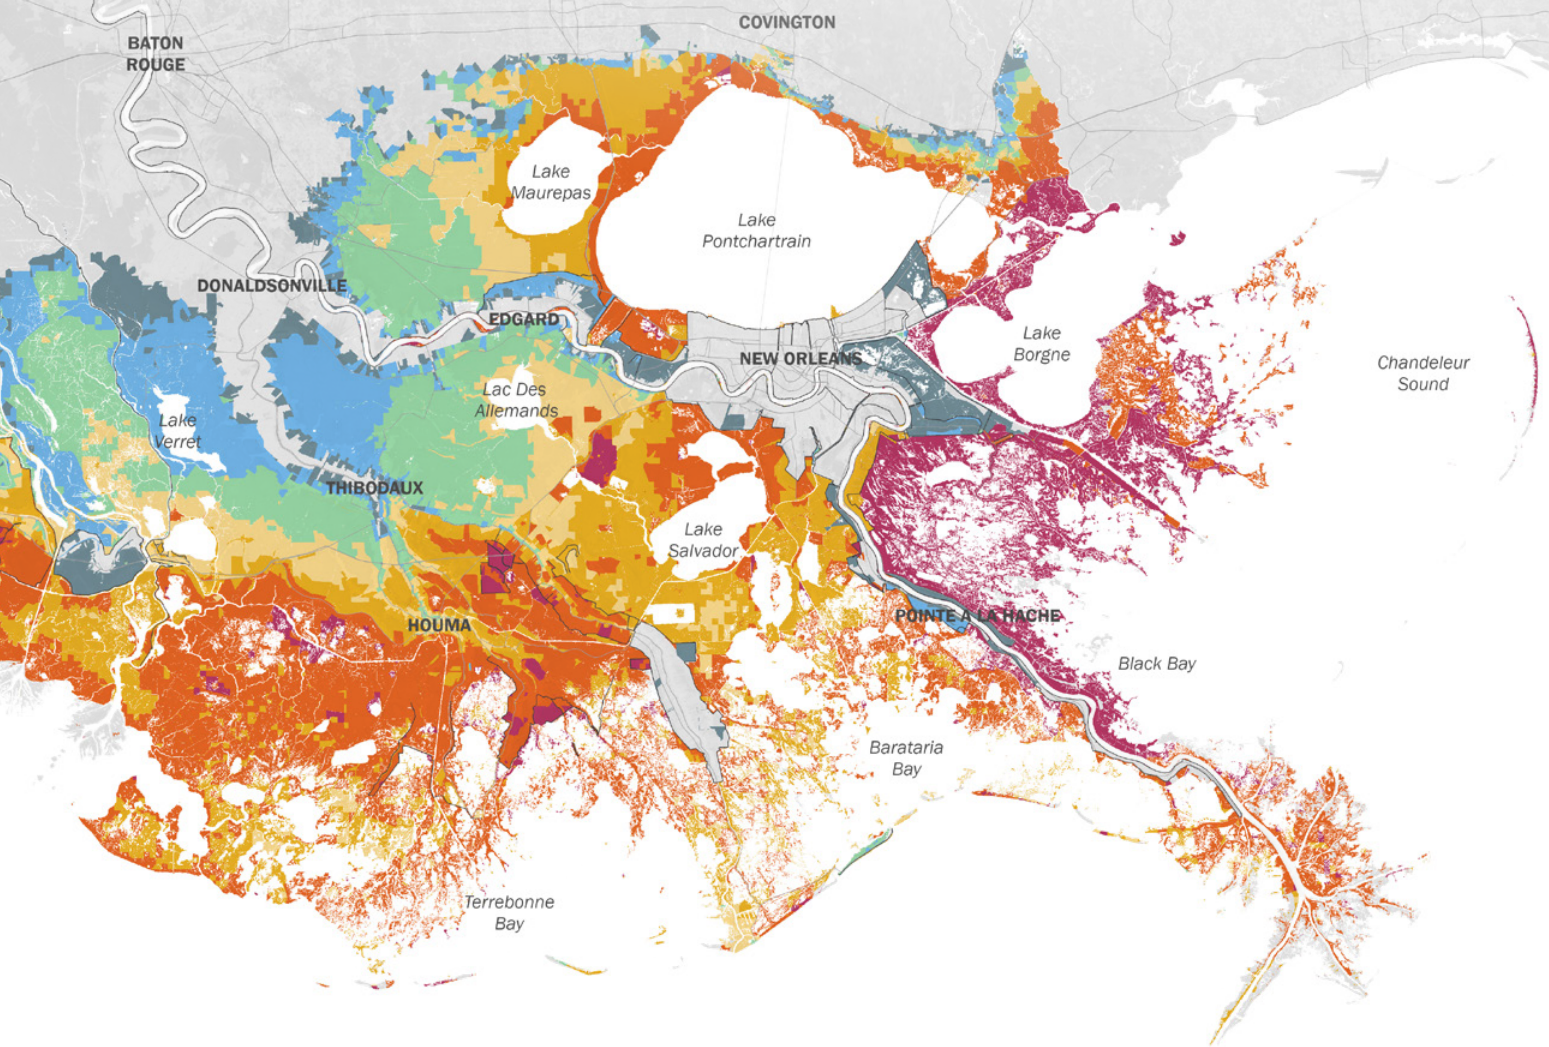 COVINGTON
BATON
ROUGE
Lake
Maurepas
Lake
Pontchartrain
DONALDSONVILLE
EDGARD
NEW ORLEANS
Lake
Borgne
Chandeleur
Sound
Lac Des
Allemands
Lake
Verret
THIBODAUX
Lake
Salvador
HOUMA
POINTE A LA HACHE
Black Bay
Barataria
Bay
Terrebonne
Bay